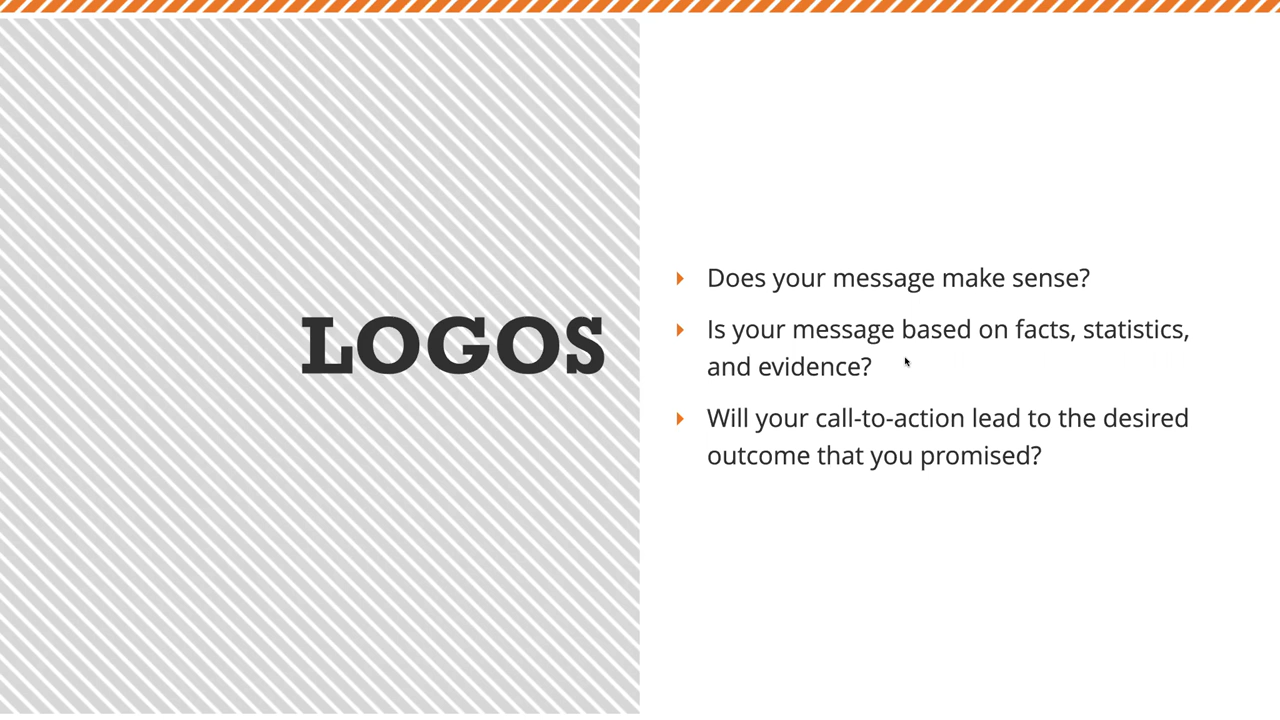 LOGOS
Does your message make sense?
Is your message based on facts, statistics,
and evidence?
Will your call-to-action lead to the desired
outcome that you promised?